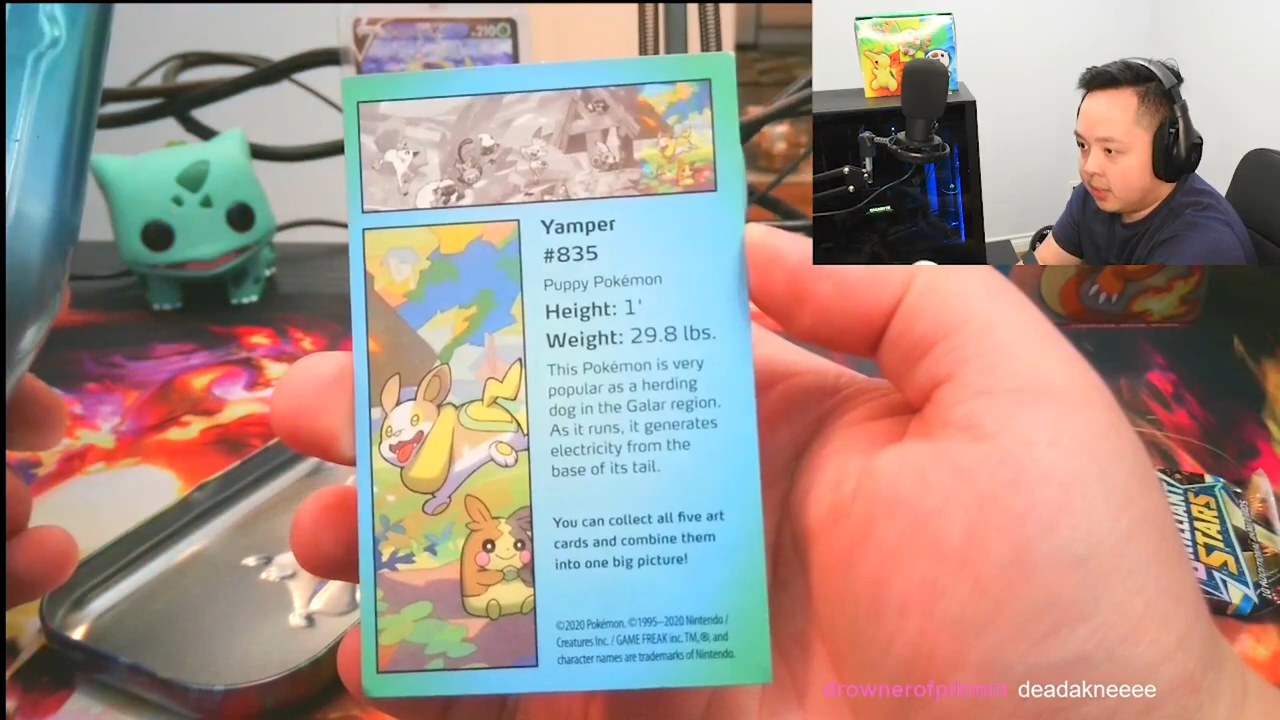 210
Yamper
#835
Puppy Pokémon
Height: 1'
Weight: 29.8 lbs.
This Pokémon is very
popular as a herding
dog in the Galar region.
As it runs, it generates
electricity from the
base of its tail.
You can collect all five art
cards and combine them
into one big picture!
©2020 Pokémon. ©1995–2020 Nintendo /
Creatures Inc. / GAME FREAK inc. TM, ®, and
character names are trademarks of Nintendo.
STARS
drownerofpikmin deadakneeee